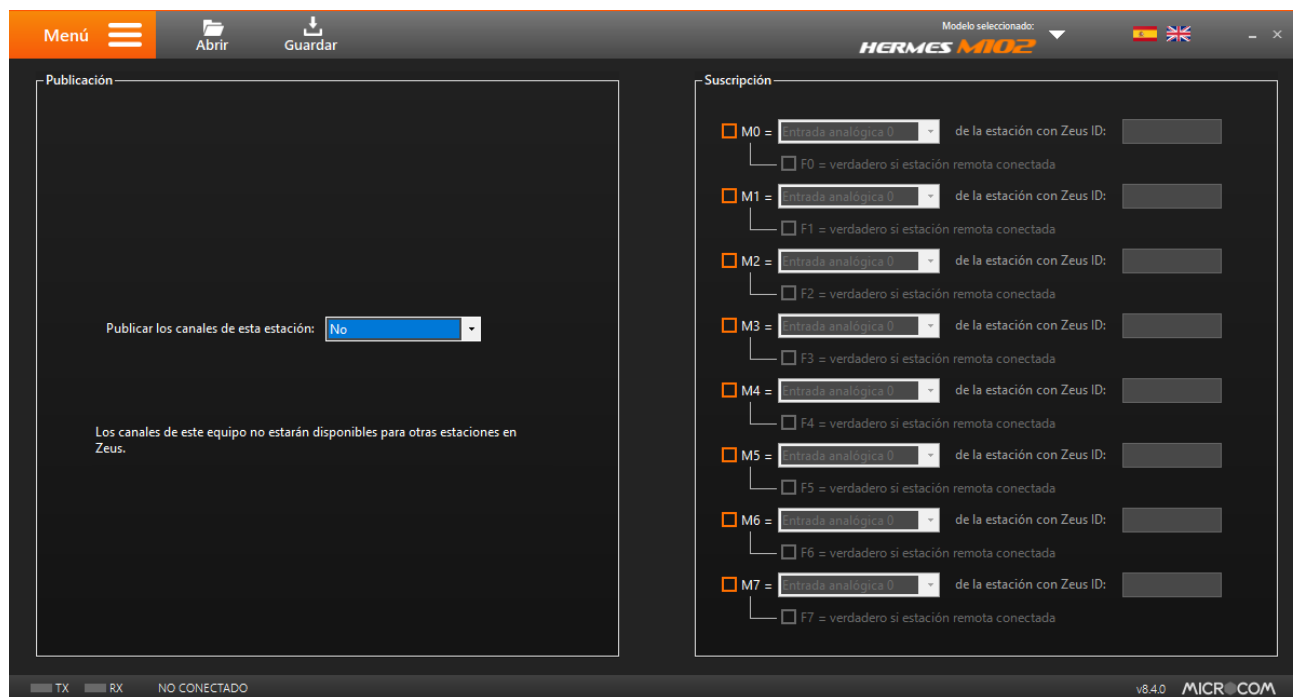 Menú
Abrir
Guardar
Modelo seleccionado:
HERMES M102
Publicación
Publicar los canales de esta estación: No
Los canales de este equipo no estarán disponibles para otras estaciones en
Zeus.
Suscripción
M0 = Entrada analógica 0 de la estación con Zeus ID:
F0 = verdadero si estación remota conectada
M1 = Entrada analógica 0 de la estación con Zeus ID:
F1 = verdadero si estación remota conectada
M2 = Entrada analógica 0 de la estación con Zeus ID:
F2 = verdadero si estación remota conectada
M3 = Entrada analógica 0 de la estación con Zeus ID:
F3 = verdadero si estación remota conectada
M4 = Entrada analógica 0 de la estación con Zeus ID:
F4 = verdadero si estación remota conectada
M5 = Entrada analógica 0 de la estación con Zeus ID:
F5 = verdadero si estación remota conectada
M6 = Entrada analógica 0 de la estación con Zeus ID:
F6 = verdadero si estación remota conectada
M7 = Entrada analógica 0 de la estación con Zeus ID:
F7 = verdadero si estación remota conectada
TX RX NO CONECTADO
v8.4.0 MICROCOM